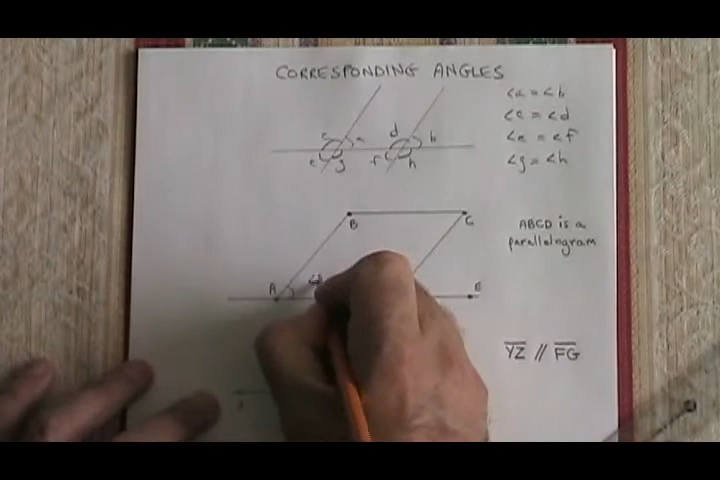 CORRESPONDING ANGLES
c a d b
e g f h
∠a = ∠b
∠c = ∠d
∠e = ∠f
∠g = ∠h
B C
A E
ABCD is a
parallelogram
YZ // FG